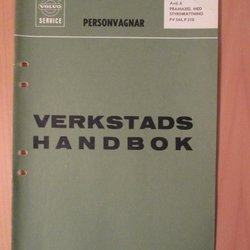 VOLVO
SERVICE
PERSONVAGNAR
Avd. 6
FRAMAXEL MED
STYRINRÄTTNING
PV 544, P 210
VERKSTADS
HANDBOK